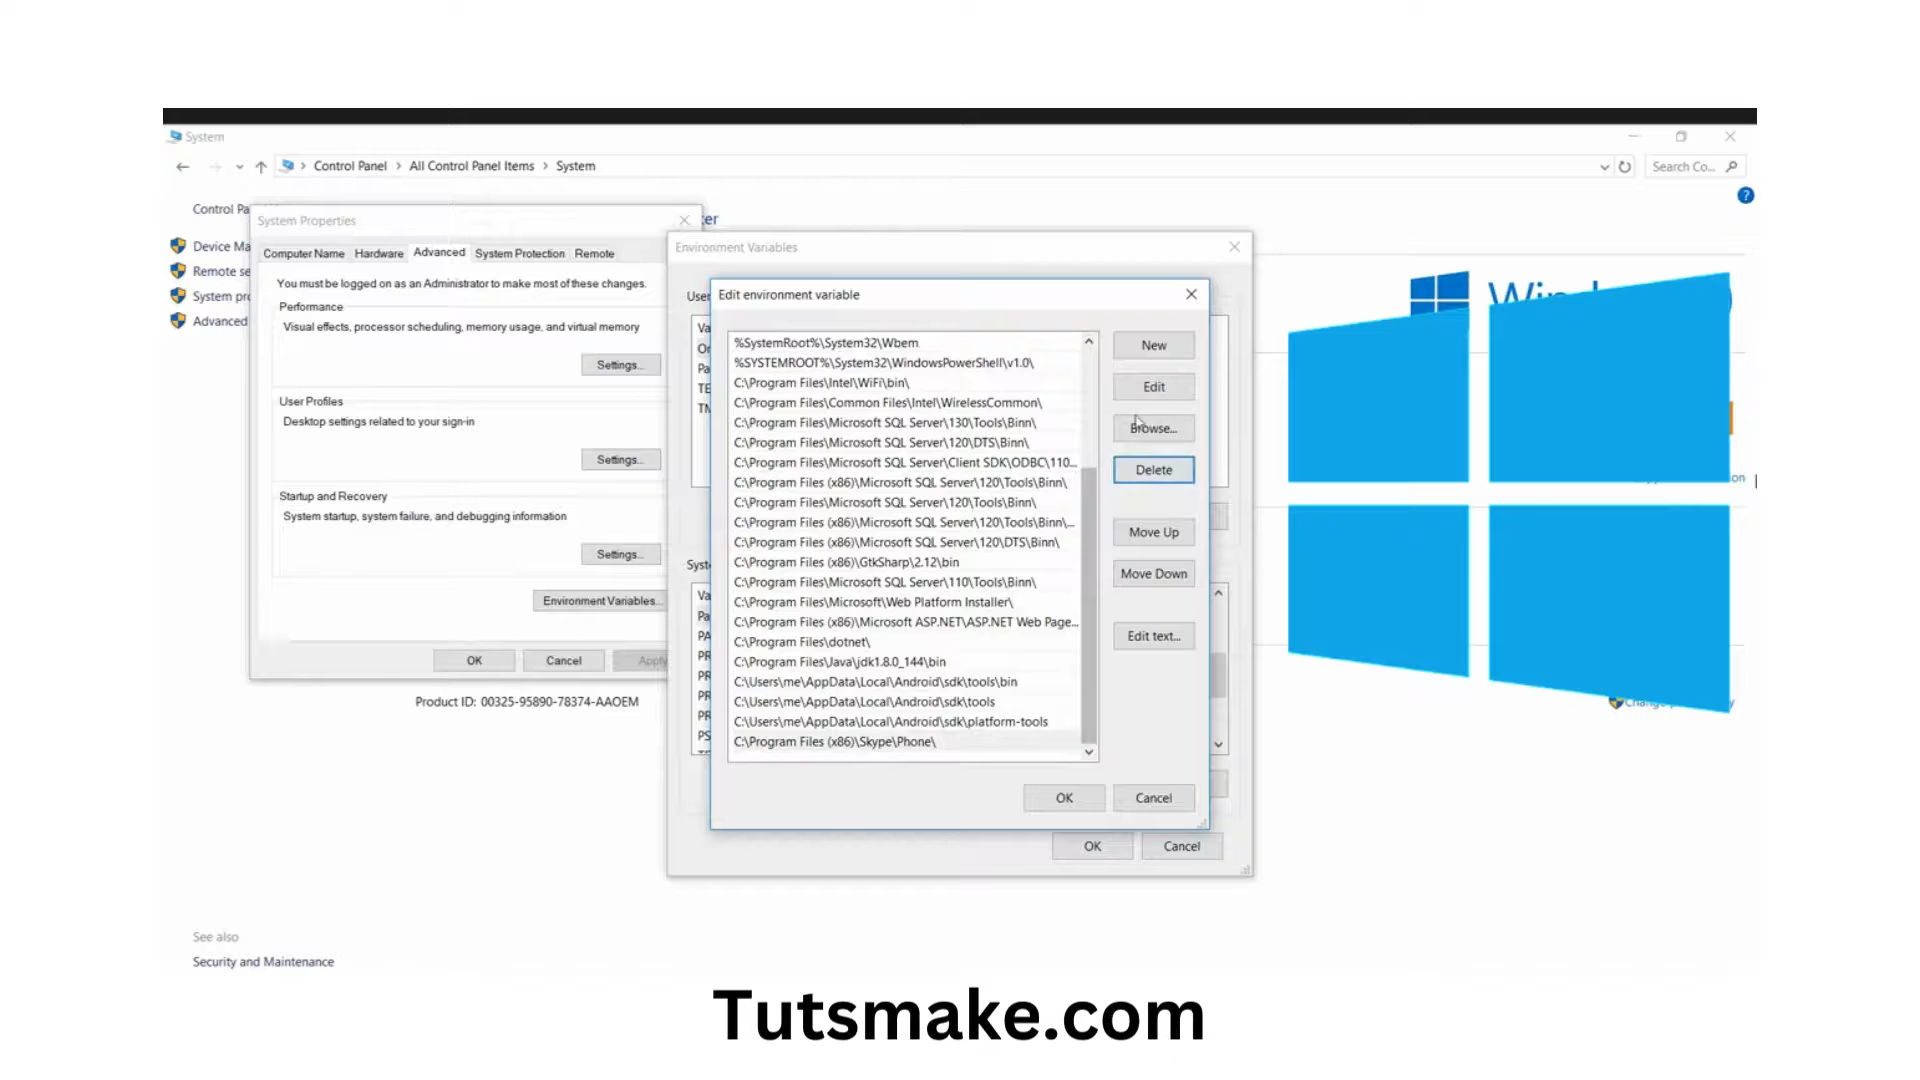 System
Control Panel > All Control Panel Items > System
Search Co...
Control Pa
System Properties
Computer Name Hardware Advanced System Protection Remote
You must be logged on as an Administrator to make most of these changes.
Performance
Visual effects, processor scheduling, memory usage, and virtual memory
Settings...
User Profiles
Desktop settings related to your sign-in
Settings...
Startup and Recovery
System startup, system failure, and debugging information
Settings...
Environment Variables...
OK Cancel Apply
Device Ma
Remote se
System pro
Advanced
Product ID: 00325-95890-78374-AAOEM
Environment Variables
User
Edit environment variable
%SystemRoot%\System32\Wbem
%SYSTEMROOT%\System32\WindowsPowerShell\v1.0\
C:\Program Files\Intel\WiFi\bin\
C:\Program Files\Common Files\Intel\WirelessCommon\
C:\Program Files\Microsoft SQL Server\130\Tools\Binn\
C:\Program Files\Microsoft SQL Server\120\DTS\Binn\
C:\Program Files\Microsoft SQL Server\Client SDK\ODBC\110...
C:\Program Files (x86)\Microsoft SQL Server\120\Tools\Binn\
C:\Program Files\Microsoft SQL Server\120\Tools\Binn\
C:\Program Files (x86)\Microsoft SQL Server\120\Tools\Binn\...
C:\Program Files (x86)\Microsoft SQL Server\120\DTS\Binn\
C:\Program Files (x86)\GtkSharp\2.12\bin
C:\Program Files\Microsoft SQL Server\110\Tools\Binn\
C:\Program Files\Microsoft\Web Platform Installer\
C:\Program Files (x86)\Microsoft ASP.NET\ASP.NET Web Page...
C:\Program Files\dotnet\
C:\Program Files\Java\jdk1.8.0_144\bin
C:\Users\me\AppData\Local\Android\sdk\tools\bin
C:\Users\me\AppData\Local\Android\sdk\tools
C:\Users\me\AppData\Local\Android\sdk\platform-tools
C:\Program Files (x86)\Skype\Phone\
New
Edit
Browse...
Delete
Move Up
Move Down
Edit text...
OK Cancel
OK Cancel
See also
Security and Maintenance
Tutsmake.com